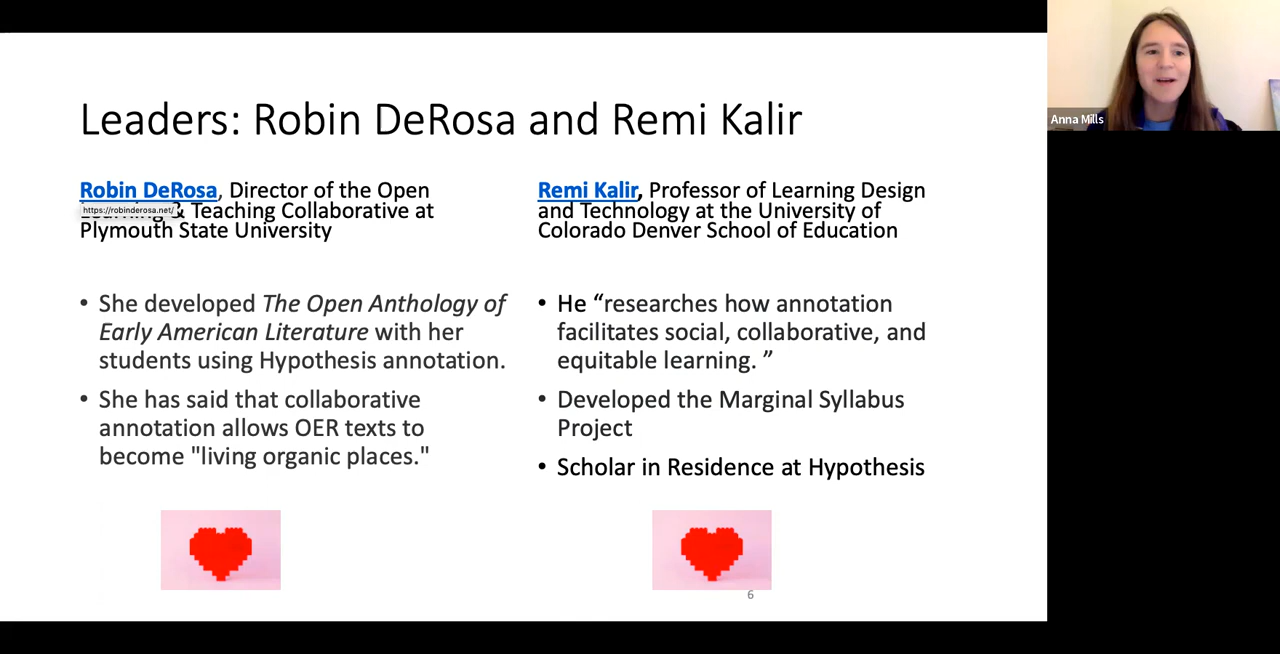 Leaders: Robin DeRosa and Remi Kalir
Robin DeRosa, Director of the Open
Learning & Teaching Collaborative at
Plymouth State University
https://robinderosa.net/
• She developed The Open Anthology of
Early American Literature with her
students using Hypothesis annotation.
• She has said that collaborative
annotation allows OER texts to
become "living organic places."
Remi Kalir, Professor of Learning Design
and Technology at the University of
Colorado Denver School of Education
• He “researches how annotation
facilitates social, collaborative, and
equitable learning. ”
• Developed the Marginal Syllabus
Project
• Scholar in Residence at Hypothesis
6
Anna Mills